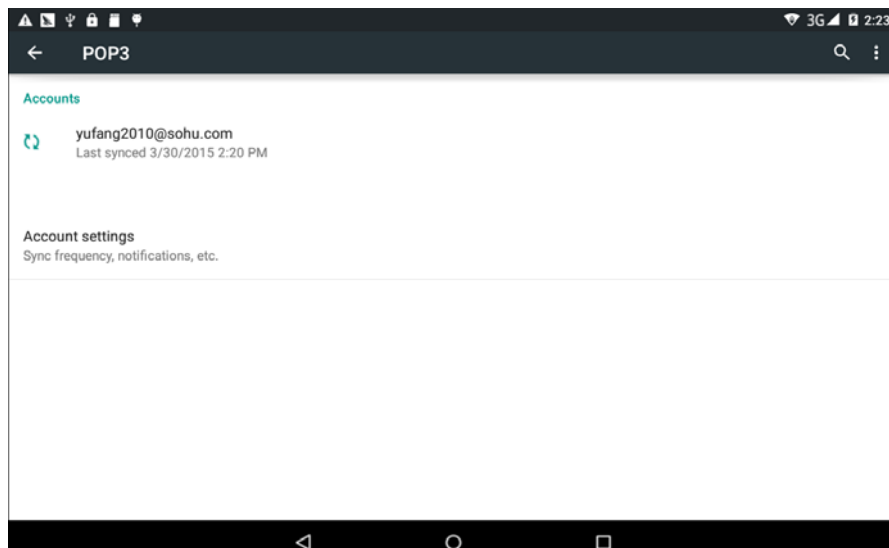 3G 2:23
POP3
Accounts
yufang2010@sohu.com
Last synced 3/30/2015 2:20 PM
Account settings
Sync frequency, notifications, etc.